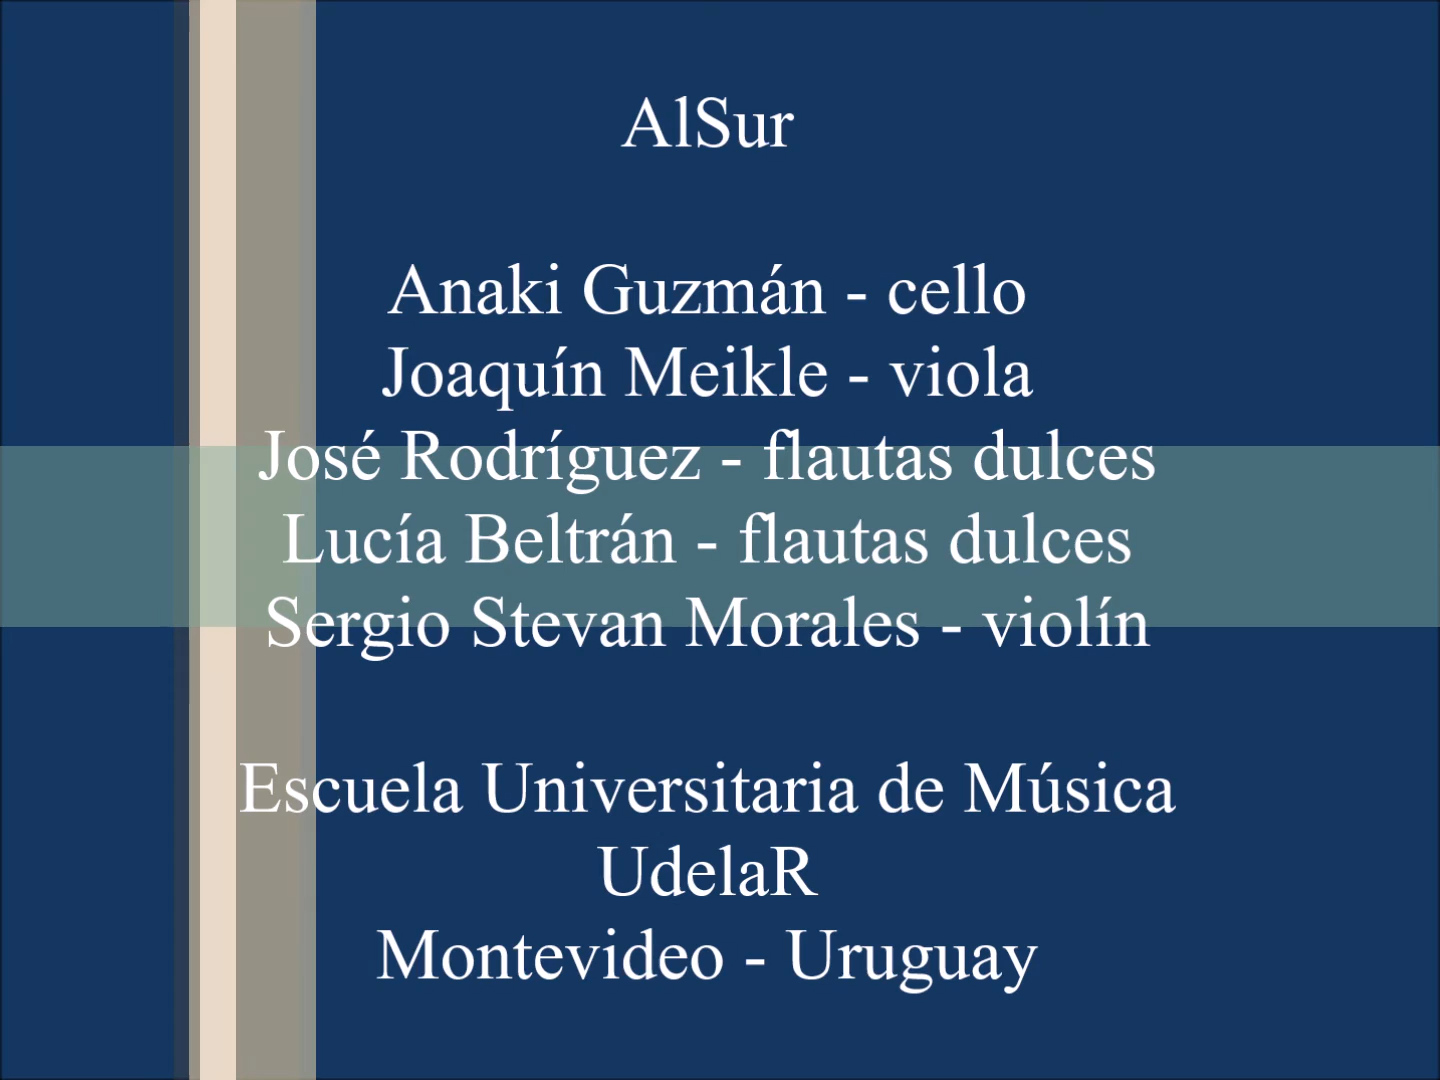 AlSur
Anaki Guzmán - cello
Joaquín Meikle - viola
José Rodríguez - flautas dulces
Lucía Beltrán - flautas dulces
Sergio Stevan Morales - violín
Escuela Universitaria de Música
UdelaR
Montevideo - Uruguay